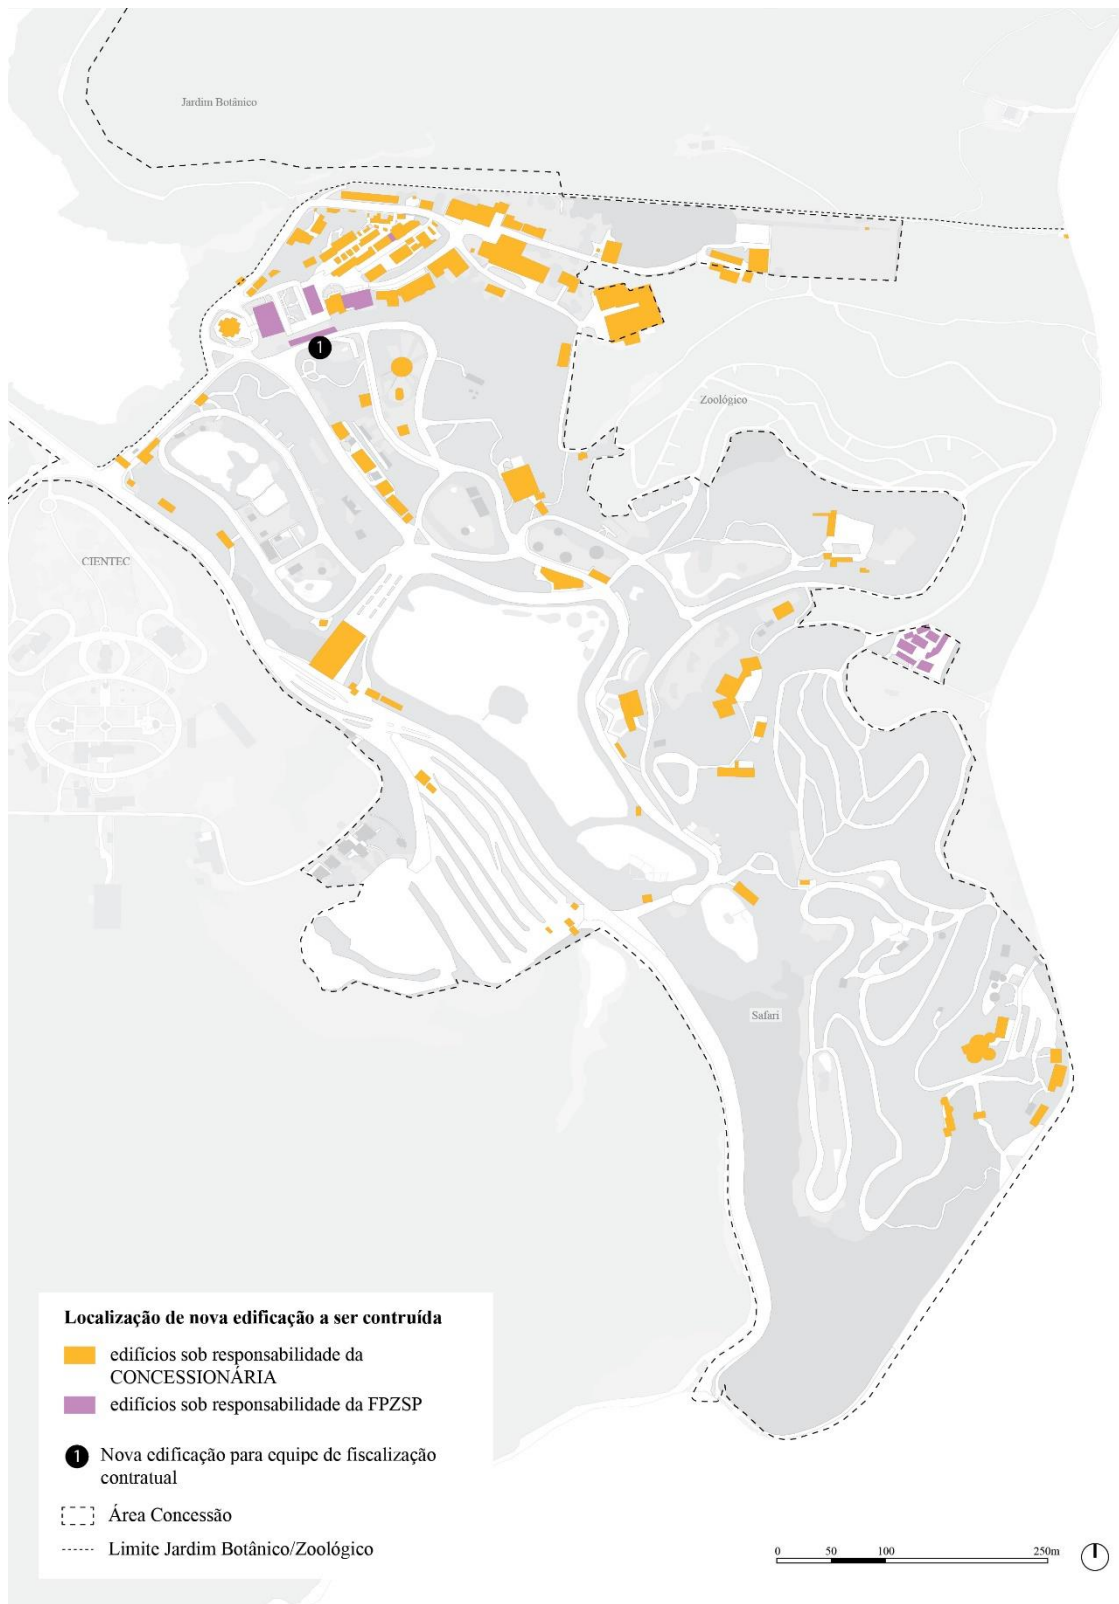 Jardim Botânico
1
Zoológico
CIENTEC
Safari
Localização de nova edificação a ser contruída
edifícios sob responsabilidade da
CONCESSIONÁRIA
edifícios sob responsabilidade da FPZSP
1 Nova edificação para equipe de fiscalização
contratual
Área Concessão
Limite Jardim Botânico/Zoológico
0 50 100 250m